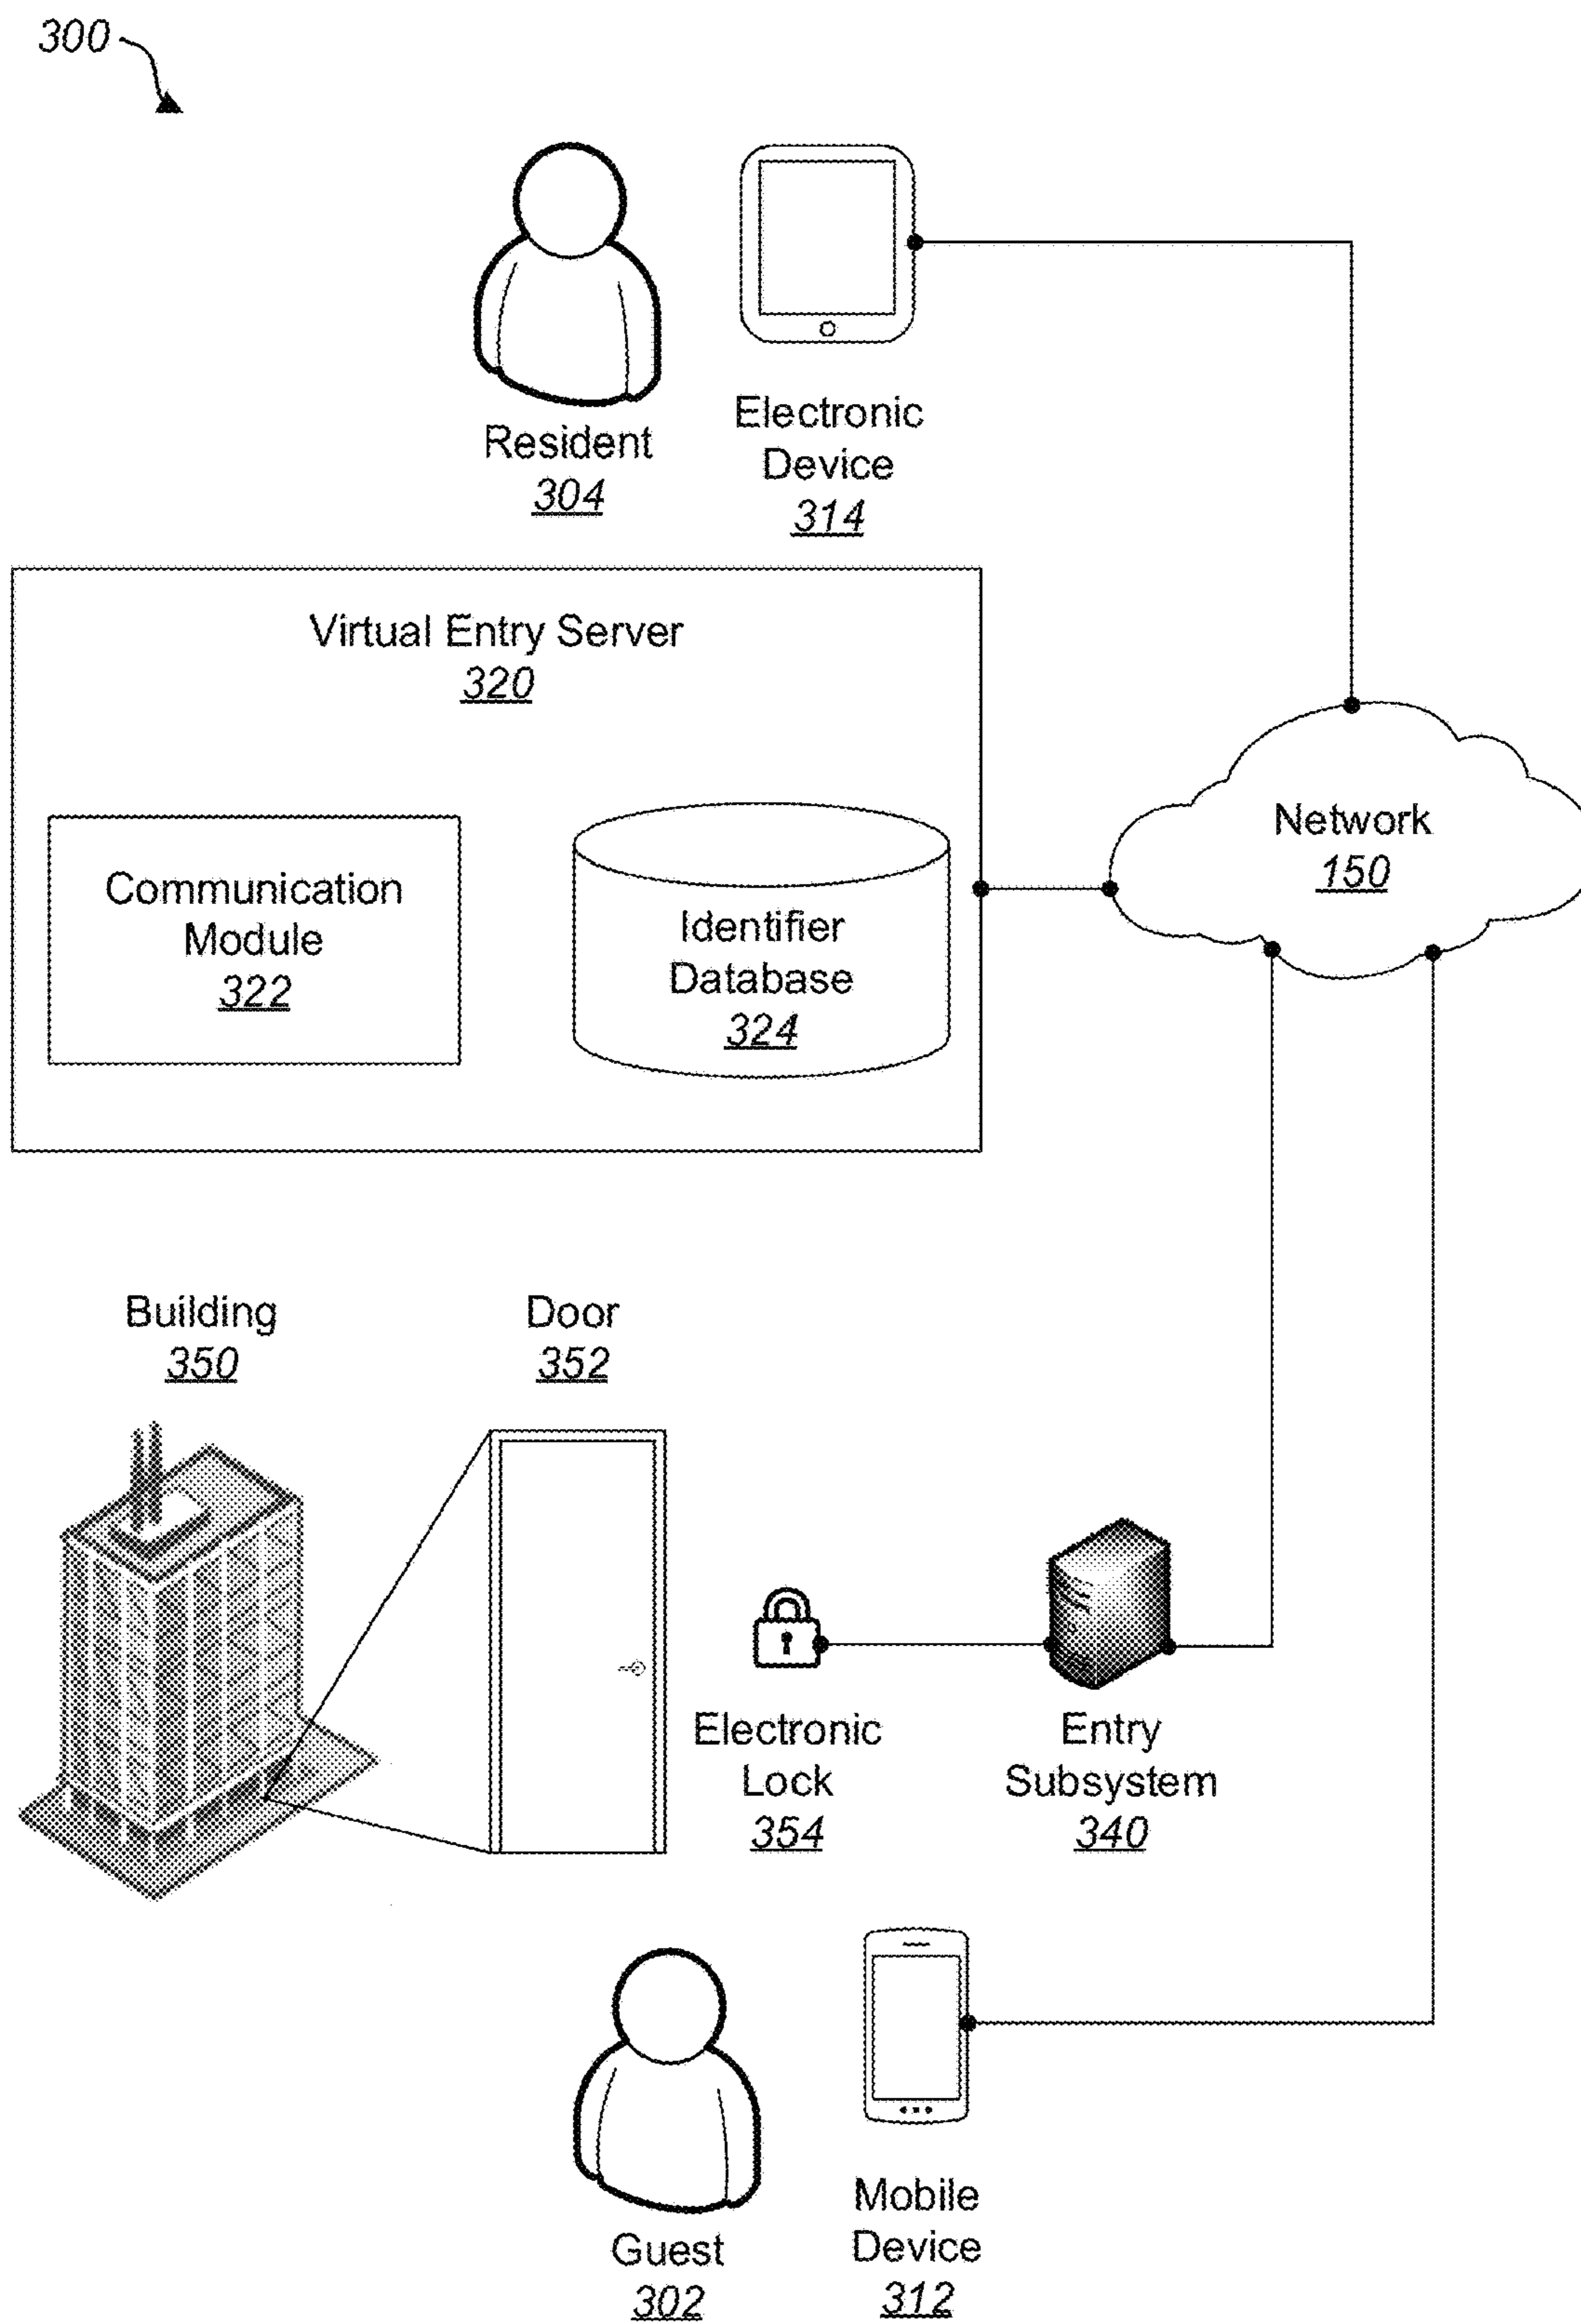 300
Resident
304
Electronic
Device
314
Virtual Entry Server
320
Communication
Module
322
Identifier
Database
324
Network
150
Building
350
Door
352
Electronic
Lock
354
Entry
Subsystem
340
Guest
302
Mobile
Device
312